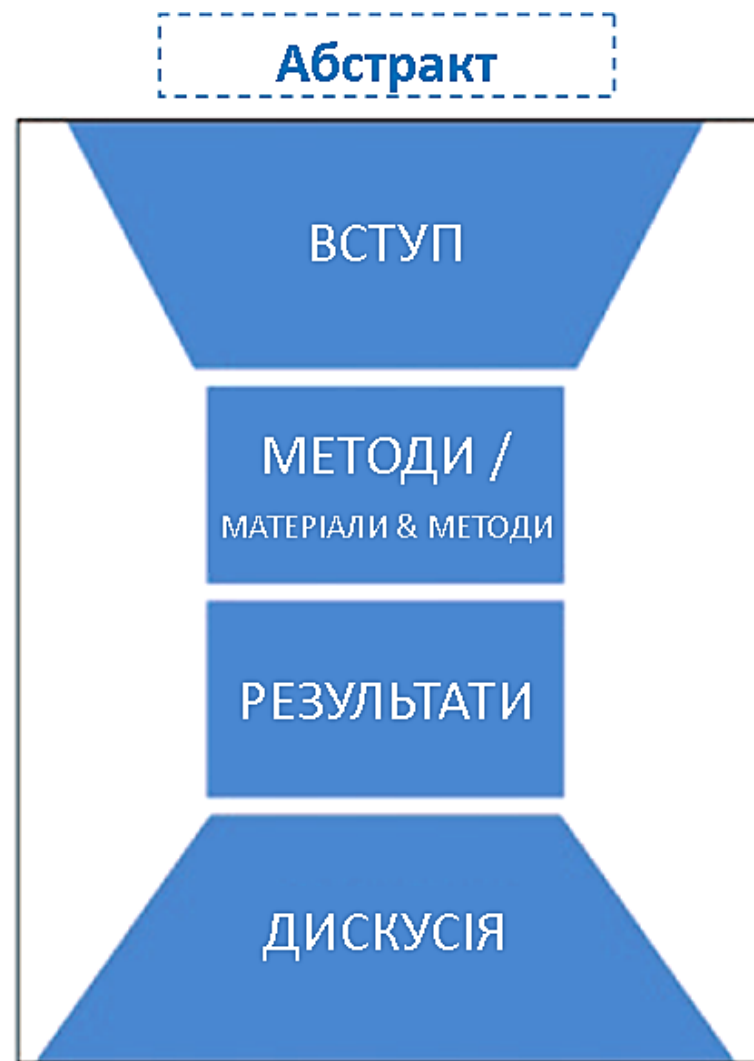 Абстракт
ВСТУП
МЕТОДИ /
МАТЕРІАЛИ & МЕТОДИ
РЕЗУЛЬТАТИ
ДИСКУСІЯ